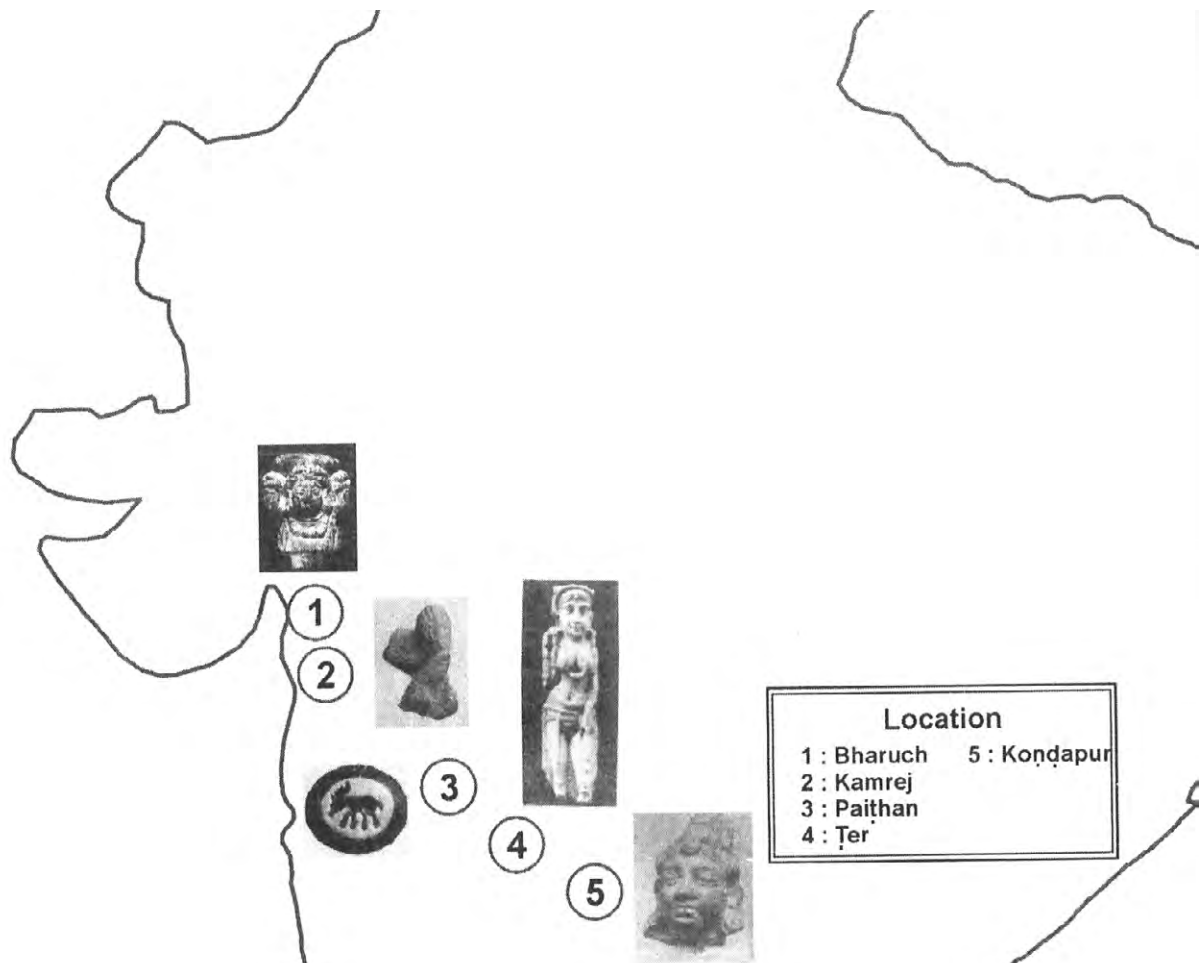 1
2
3
4
5
Location
1 : Bharuch 5 : Koṇḍapur
2 : Kamrej
3 : Paiṭhan
4 : Ṭer